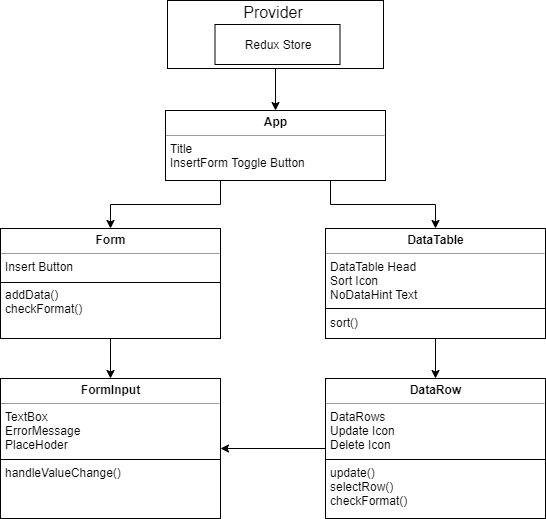 Provider
Redux Store
App
Title
InsertForm Toggle Button
Form
Insert Button
addData()
checkFormat()
DataTable
DataTable Head
Sort Icon
NoDataHint Text
sort()
FormInput
TextBox
ErrorMessage
PlaceHoder
handleValueChange()
DataRow
DataRows
Update Icon
Delete Icon
update()
selectRow()
checkFormat()